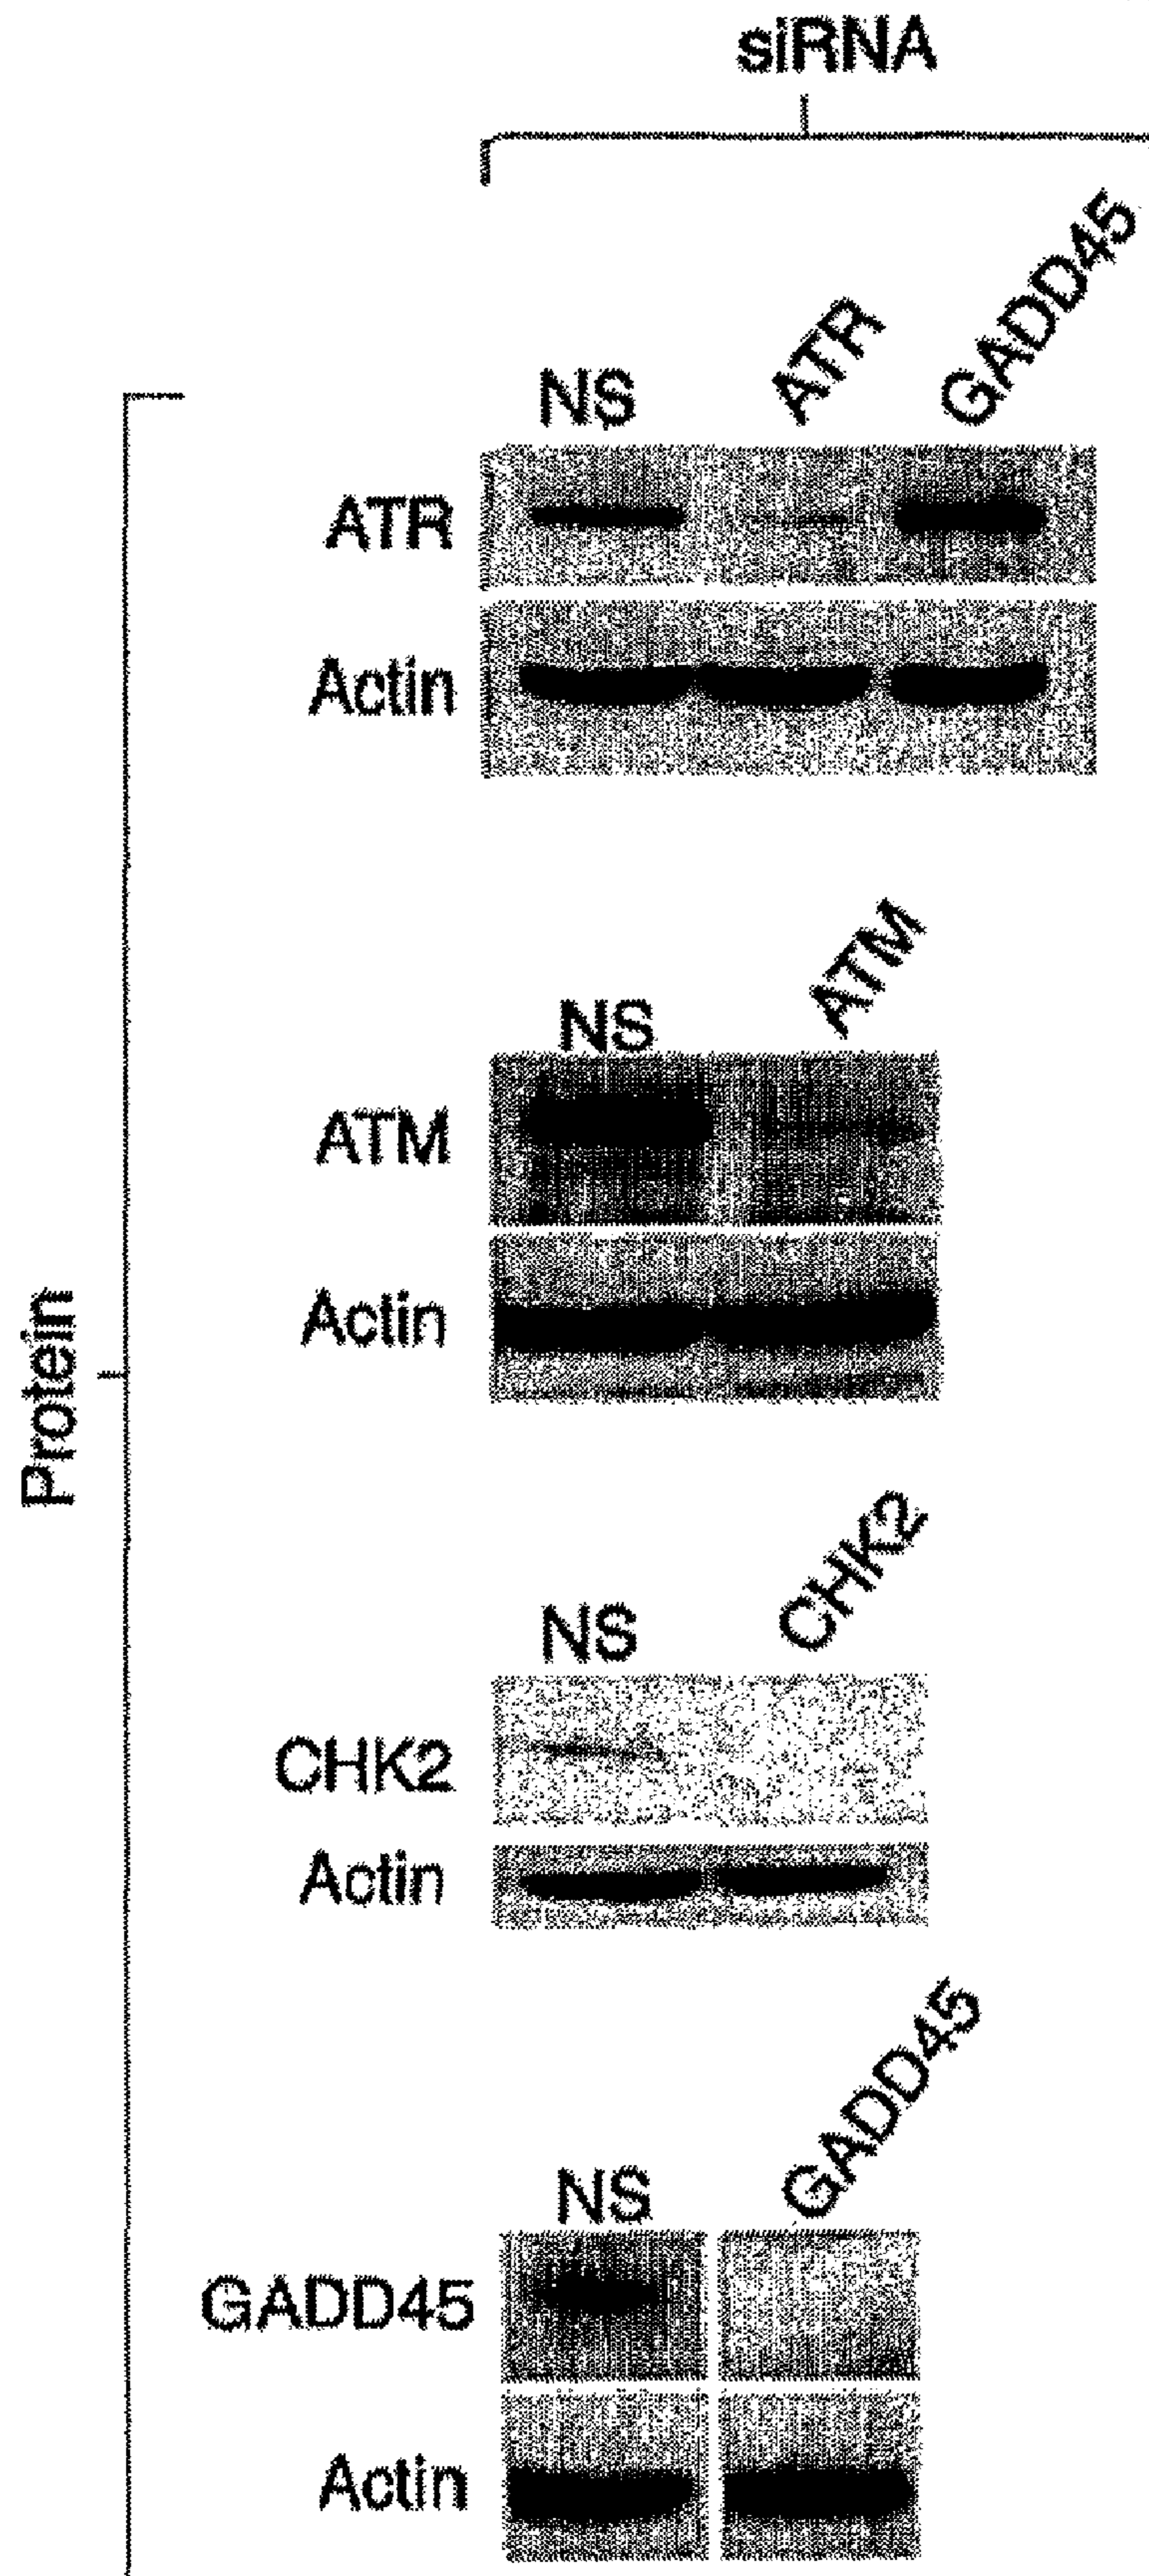 siRNA
NS ATR GADD45
ATR
Actin
NS ATM
ATM
Actin
Protein
NS CHK2
CHK2
Actin
NS GADD45
GADD45
Actin